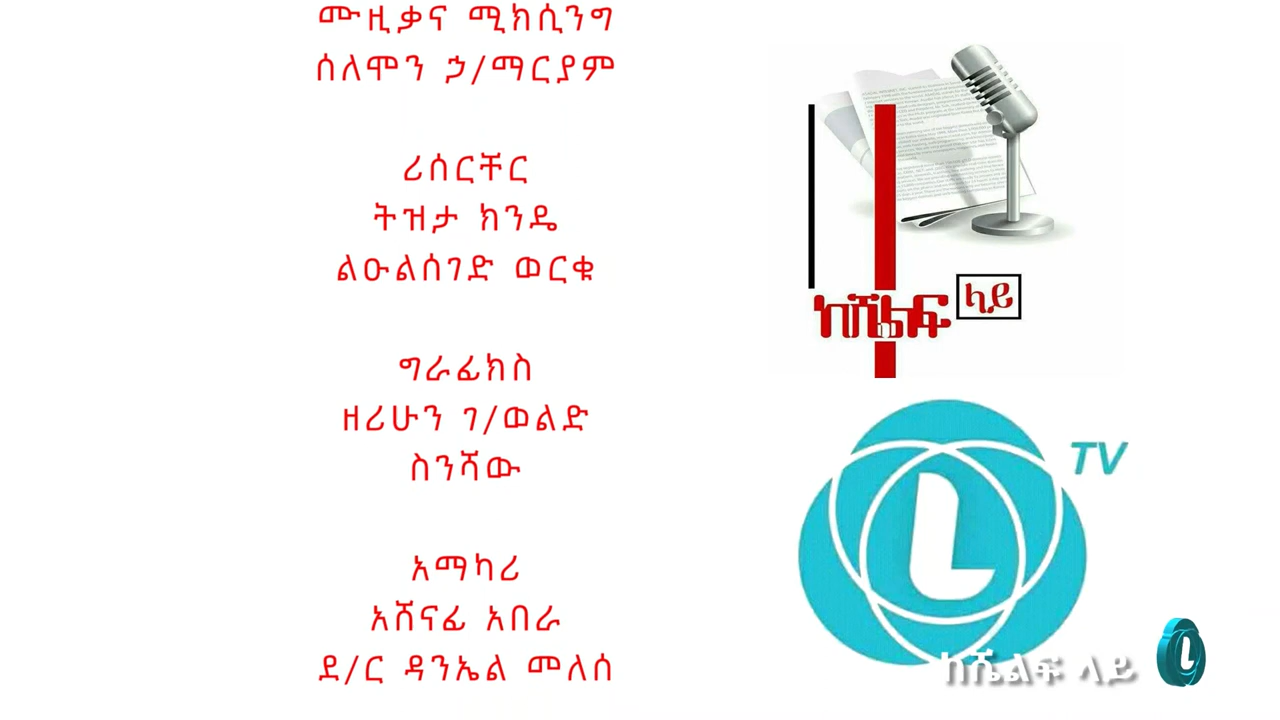 ሙዚቃና ሚክሲንግ
ሰለሞን ኃ/ማርያም
ሪሰርቸር
ትዝታ ክንዴ
ልዑልሰገድ ወርቁ
ግራፊክስ
ዘሪሁን ገ/ወልድ
ስንሻው
አማካሪ
አሸናፊ አበራ
ደ/ር ዳንኤል መለሰ
ከሼልፍ ላይ
TV
L
ከሼልፍ ላይ
L